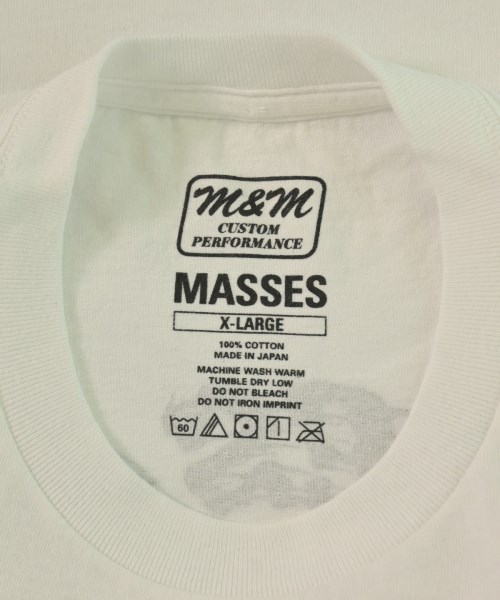 M&M
CUSTOM
PERFORMANCE
MASSES
X-LARGE
100% COTTON
MADE IN JAPAN
MACHINE WASH WARM
TUMBLE DRY LOW
DO NOT BLEACH
DO NOT IRON IMPRINT
60